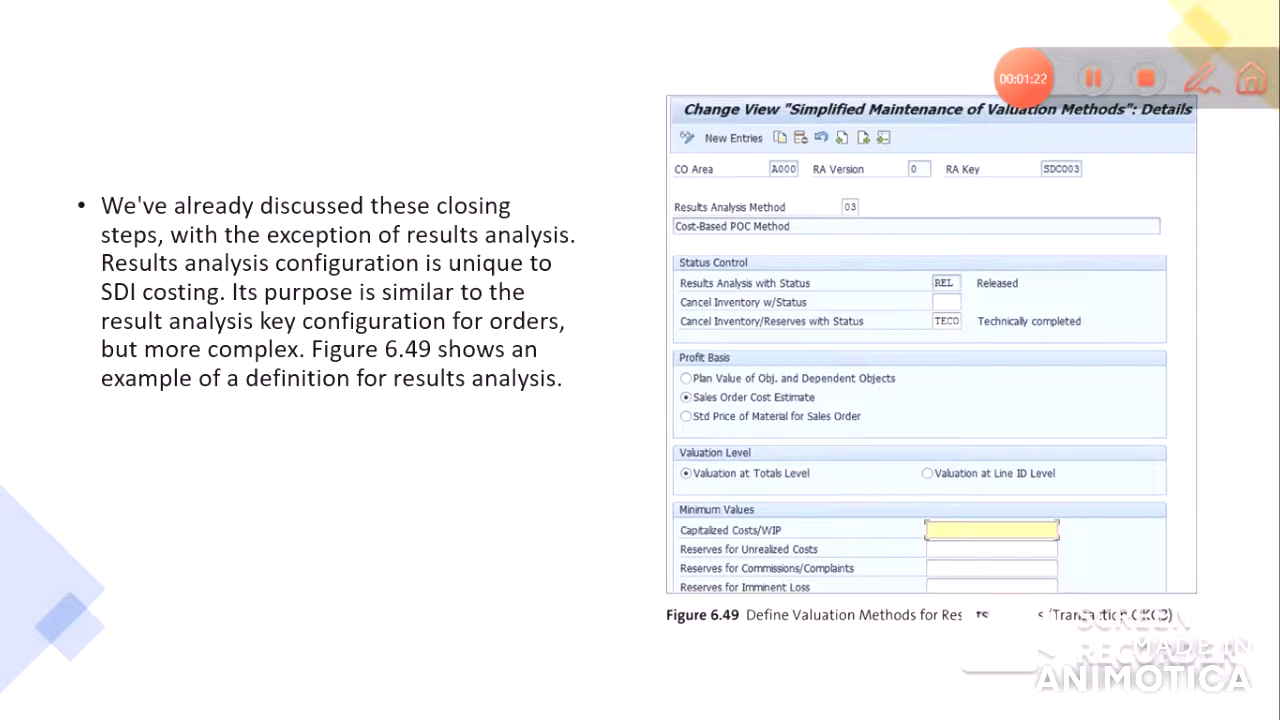 00:01:22
• We've already discussed these closing
steps, with the exception of results analysis.
Results analysis configuration is unique to
SDI costing. Its purpose is similar to the
result analysis key configuration for orders,
but more complex. Figure 6.49 shows an
example of a definition for results analysis.
Change View "Simplified Maintenance of Valuation Methods": Details
New Entries
CO Area A000 RA Version 0 RA Key SDC003
Results Analysis Method 03
Cost-Based POC Method
Status Control
Results Analysis with Status REL Released
Cancel Inventory w/Status
Cancel Inventory/Reserves with Status TECO Technically completed
Profit Basis
Plan Value of Obj. and Dependent Objects
Sales Order Cost Estimate
Std Price of Material for Sales Order
Valuation Level
Valuation at Totals Level Valuation at Line ID Level
Minimum Values
Capitalized Costs/WIP
Reserves for Unrealized Costs
Reserves for Commissions/Complaints
Reserves for Imminent Loss
Figure 6.49 Define Valuation Methods for (Transaction
SCREEN
RECORDER
MADE IN
ANIMOTICA